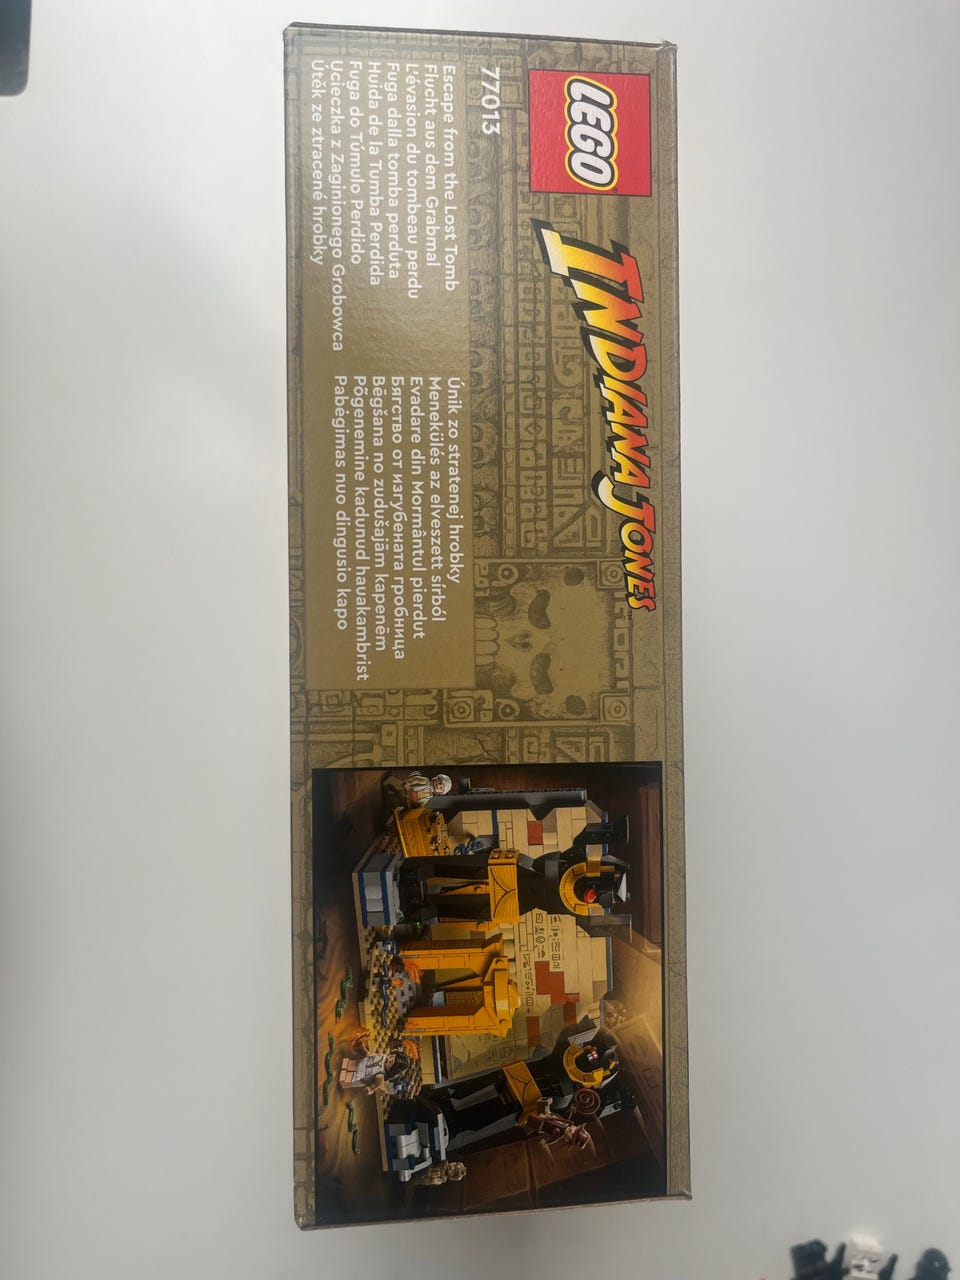 LEGO
INDIANA JONES
77013
Escape from the Lost Tomb
Flucht aus dem Grabmal
L'évasion du tombeau perdu
Fuga dalla tomba perduta
Huida de la Tumba Perdida
Fuga do Túmulo Perdido
Ucieczka z Zaginionego Grobowca
Útěk ze ztracené hrobky
Únik zo stratenej hrobky
Menekülés az elveszett sírból
Evadare din Mormântul pierdut
Бягство от изгубената гробница
Bēgšana no zudušajām kapenēm
Põgenemine kadunud hauakambrist
Pabėgimas nuo dingusio kapo